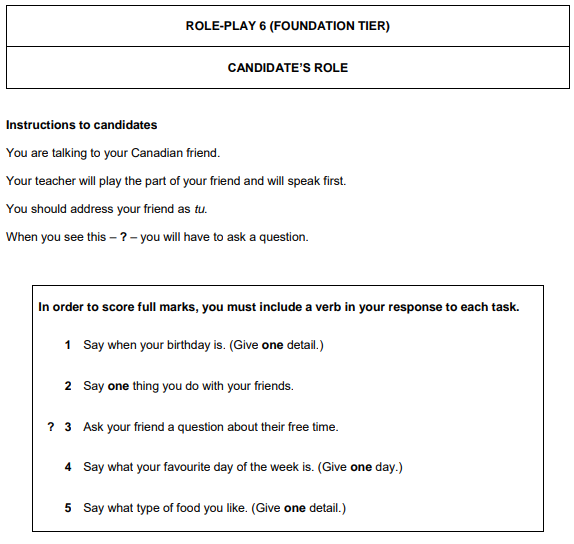 ROLE-PLAY 6 (FOUNDATION TIER)
CANDIDATE'S ROLE
Instructions to candidates
You are talking to your Canadian friend.
Your teacher will play the part of your friend and will speak first.
You should address your friend as tu.
When you see this – ? – you will have to ask a question.
In order to score full marks, you must include a verb in your response to each task.
1 Say when your birthday is. (Give one detail.)
2 Say one thing you do with your friends.
? 3 Ask your friend a question about their free time.
4 Say what your favourite day of the week is. (Give one day.)
5 Say what type of food you like. (Give one detail.)